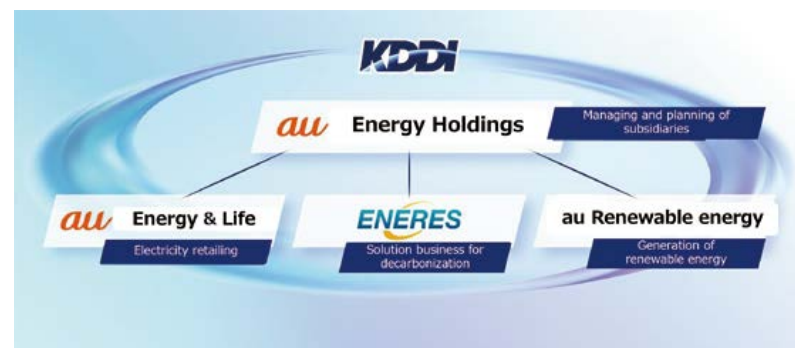 KDDI
au Energy Holdings
Managing and planning of
subsidiaries
au Energy & Life
Electricity retailing
ENERES
Solution business for
decarbonization
au Renewable energy
Generation of
renewable energy